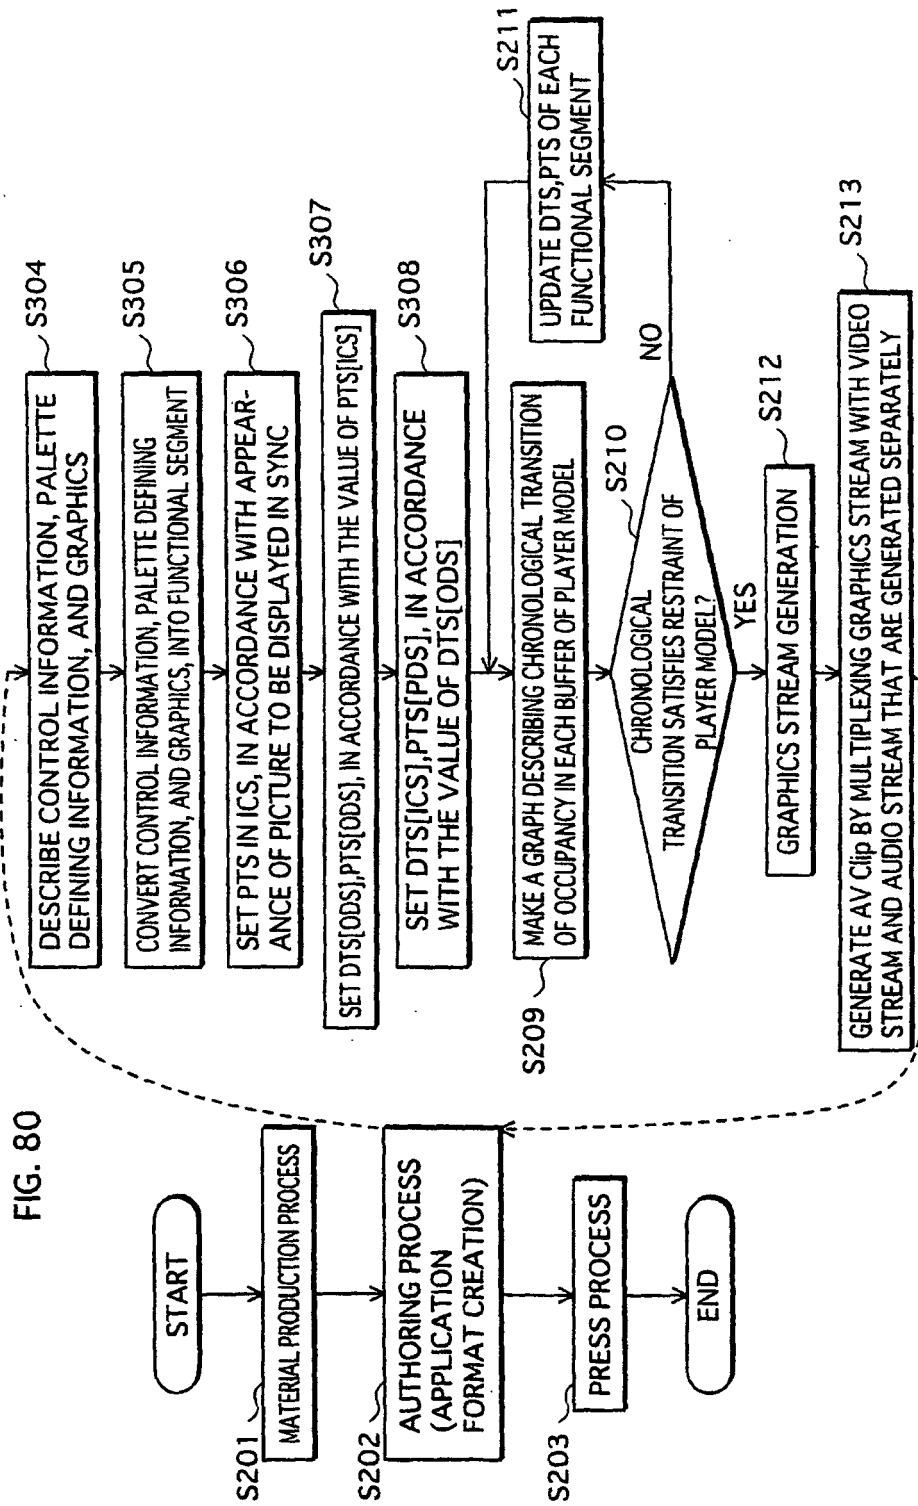 FIG. 80
START
S201
MATERIAL PRODUCTION PROCESS
S202
AUTHORING PROCESS
(APPLICATION
FORMAT CREATION)
S203
PRESS PROCESS
END
S304
DESCRIBE CONTROL INFORMATION, PALETTE
DEFINING INFORMATION, AND GRAPHICS
S305
CONVERT CONTROL INFORMATION, PALETTE DEFINING
INFORMATION, AND GRAPHICS, INTO FUNCTIONAL SEGMENT
S306
SET PTS IN ICS, IN ACCORDANCE WITH APPEAR-
ANCE OF PICTURE TO BE DISPLAYED IN SYNC
S307
SET DTS[ODS],PTS[ODS], IN ACCORDANCE WITH THE VALUE OF PTS[ICS]
S308
SET DTS[ICS],PTS[PDS], IN ACCORDANCE
WITH THE VALUE OF DTS[ODS]
S209
MAKE A GRAPH DESCRIBING CHRONOLOGICAL TRANSITION
OF OCCUPANCY IN EACH BUFFER OF PLAYER MODEL
S210
CHRONOLOGICAL
TRANSITION SATISFIES RESTRAINT OF
PLAYER MODEL?
NO
YES
S211
UPDATE DTS,PTS OF EACH
FUNCTIONAL SEGMENT
S212
GRAPHICS STREAM GENERATION
S213
GENERATE AV Clip BY MULTIPLEXING GRAPHICS STREAM WITH VIDEO
STREAM AND AUDIO STREAM THAT ARE GENERATED SEPARATELY